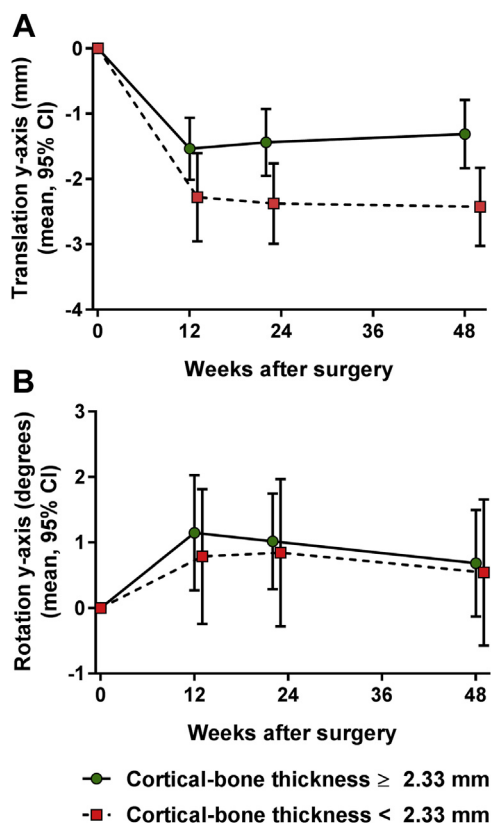 A
Translation y-axis (mm)
(mean, 95% CI)
0
-1
-2
-3
-4
0 12 24 36 48
Weeks after surgery
B
Rotation y-axis (degrees)
(mean, 95% CI)
3
2
1
0
-1
0 12 24 36 48
Weeks after surgery
Cortical-bone thickness ≥ 2.33 mm
Cortical-bone thickness < 2.33 mm